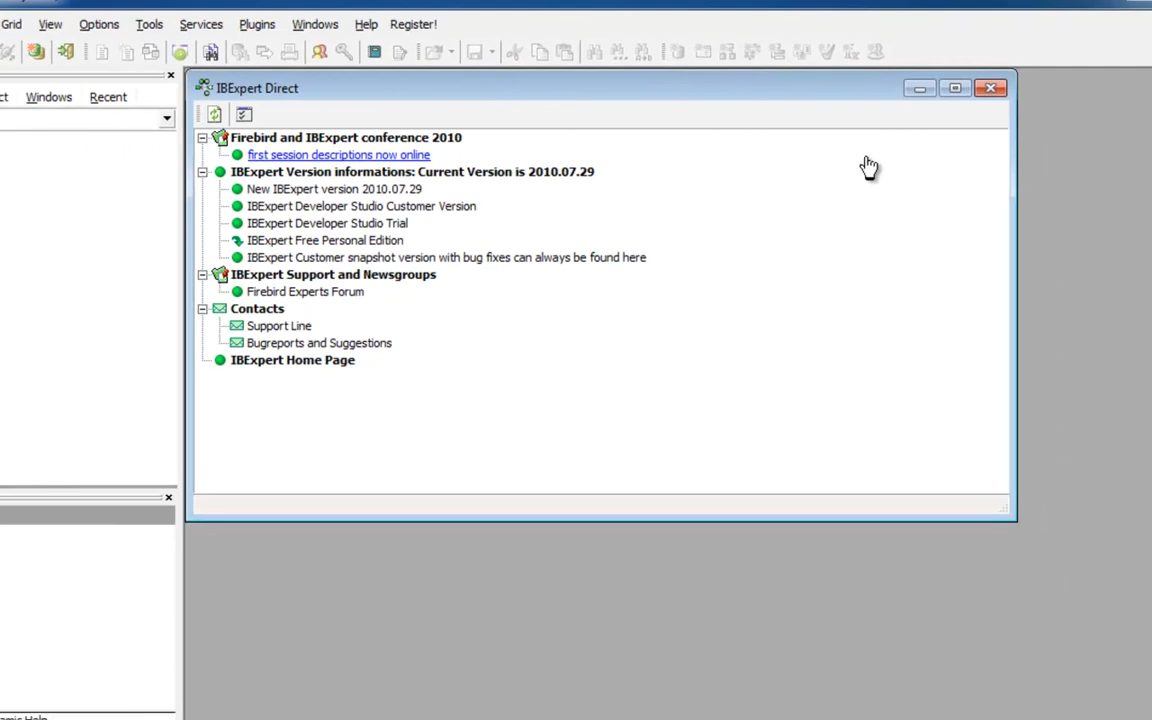 Grid View Options Tools Services Plugins Windows Help Register!
Windows Recent
IBExpert Direct
Firebird and IBExpert conference 2010
first session descriptions now online
IBExpert Version informations: Current Version is 2010.07.29
New IBExpert version 2010.07.29
IBExpert Developer Studio Customer Version
IBExpert Developer Studio Trial
IBExpert Free Personal Edition
IBExpert Customer snapshot version with bug fixes can always be found here
IBExpert Support and Newsgroups
Firebird Experts Forum
Contacts
Support Line
Bugreports and Suggestions
IBExpert Home Page